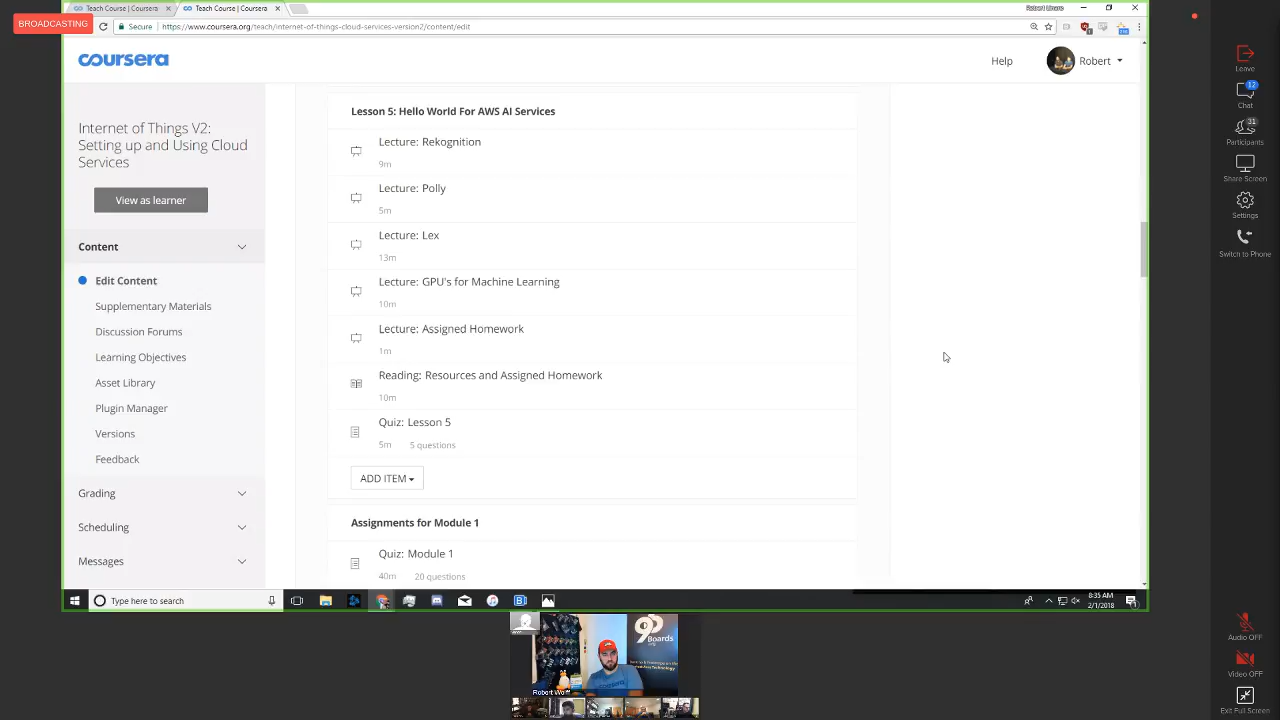 BROADCASTING
Teach Course | Coursera
Teach Course | Coursera
Secure
https://www.coursera.org/teach/internet-of-things-cloud-services-version2/content/edit
coursera
Help
Robert
Internet of Things V2:
Setting up and Using Cloud
Services
View as learner
Content
Edit Content
Supplementary Materials
Discussion Forums
Learning Objectives
Asset Library
Plugin Manager
Versions
Feedback
Grading
Scheduling
Messages
Lesson 5: Hello World For AWS AI Services
Lecture: Rekognition
9m
Lecture: Polly
5m
Lecture: Lex
13m
Lecture: GPU's for Machine Learning
10m
Lecture: Assigned Homework
1m
Reading: Resources and Assigned Homework
10m
Quiz: Lesson 5
5m 5 questions
ADD ITEM
Assignments for Module 1
Quiz: Module 1
40m 20 questions
Type here to search
8:35 AM
2/1/2018
Leave
12
Chat
31
Participants
Share Screen
Settings
Switch to Phone
Audio OFF
Video OFF
Exit Full Screen
96
Boards
Robert Wolff